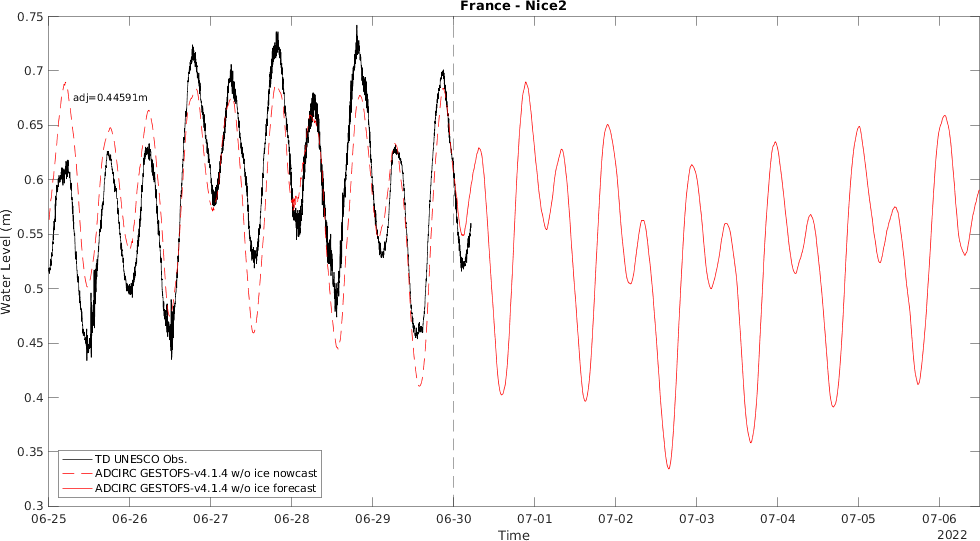 France - Nice2
0.75
0.7
0.65
0.6
0.55
0.5
0.45
0.4
0.35
0.3
Water Level (m)
adj=0.44591m
TD UNESCO Obs.
ADCIRC GESTOFS-v4.1.4 w/o ice nowcast
ADCIRC GESTOFS-v4.1.4 w/o ice forecast
06-25 06-26 06-27 06-28 06-29 06-30 07-01 07-02 07-03 07-04 07-05 07-06
Time
2022